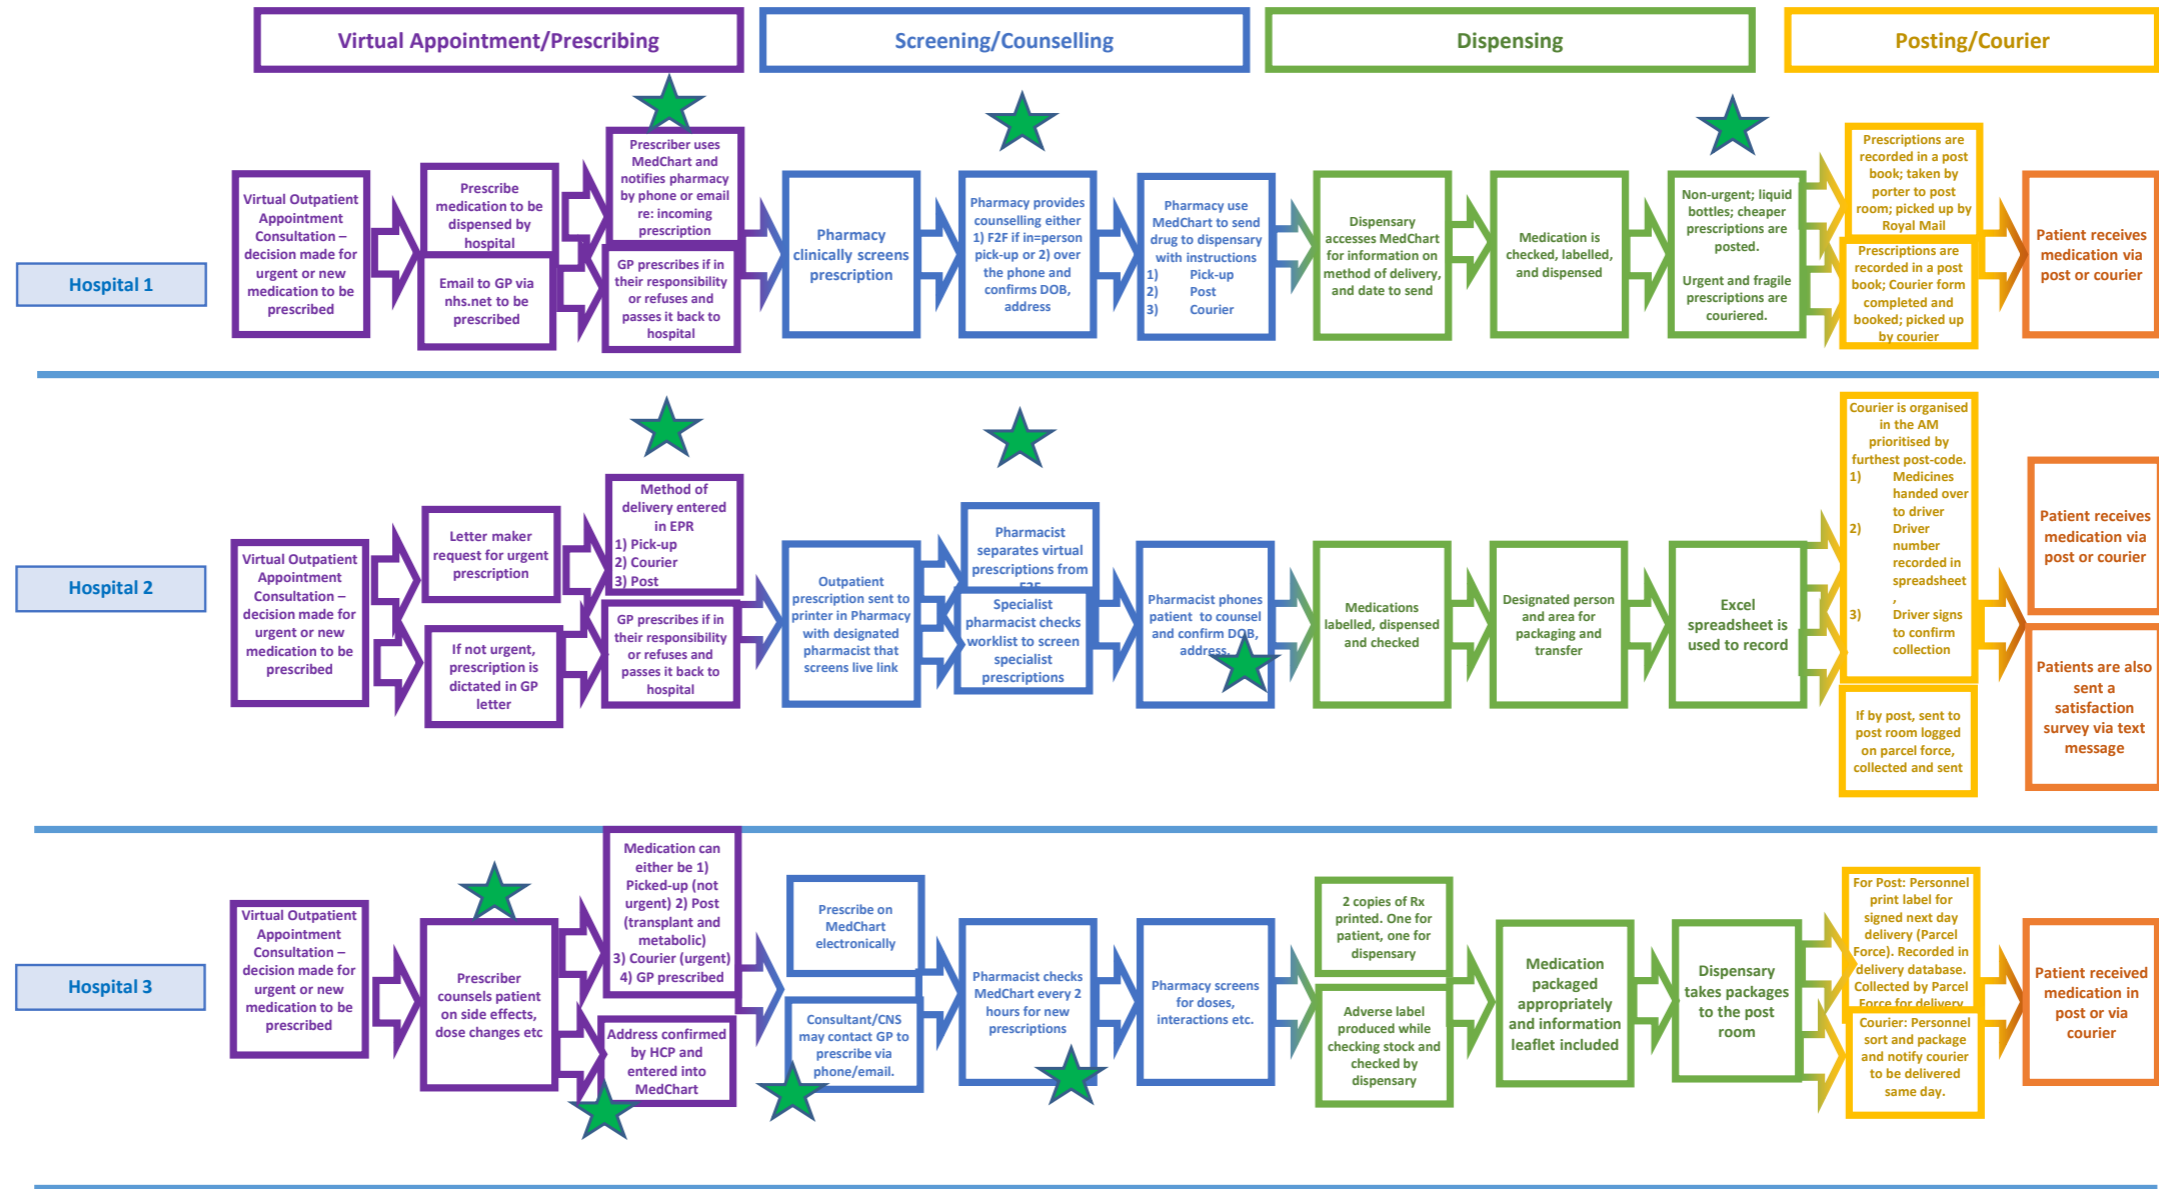 Virtual Appointment/Prescribing
Screening/Counselling
Dispensing
Posting/Courier
Hospital 1
Virtual Outpatient
Appointment
Consultation –
decision made for
urgent or new
medication to be
prescribed
Prescribe
medication to be
dispensed by
hospital
Email to GP via
nhs.net to be
prescribed
Prescriber uses
MedChart and
notifies pharmacy
by phone or email
re: incoming
prescription
GP prescribes if in
their responsibility
or refuses and
passes it back to
hospital
Pharmacy
clinically screens
prescription
Pharmacy provides
counselling either
1) F2F if in=person
pick-up or 2) over
the phone and
confirms DOB,
address
Pharmacy use
MedChart to send
drug to dispensary
with instructions
1) Pick-up
2) Post
3) Courier
Dispensary
accesses MedChart
for information on
method of delivery,
and date to send
Medication is
checked, labelled,
and dispensed
Non-urgent; liquid
bottles; cheaper
prescriptions are
posted.
Urgent and fragile
prescriptions are
couriered.
Prescriptions are
recorded in a post
book; taken by
porter to post
room; picked up by
Royal Mail
Prescriptions are
recorded in a post
book; Courier form
completed and
booked; picked up
by courier
Patient receives
medication via
post or courier
Hospital 2
Virtual Outpatient
Appointment
Consultation –
decision made for
urgent or new
medication to be
prescribed
Letter maker
request for urgent
prescription
If not urgent,
prescription is
dictated in GP
letter
Method of
delivery entered
in EPR
1) Pick-up
2) Courier
3) Post
GP prescribes if in
their responsibility
or refuses and
passes it back to
hospital
Outpatient
prescription sent to
printer in Pharmacy
with designated
pharmacist that
screens live link
Pharmacist
separates virtual
prescriptions from
Specialist
pharmacist checks
worklist to screen
specialist
prescriptions
Pharmacist phones
patient to counsel
and confirm DOB,
address.
Medications
labelled, dispensed
and checked
Designated person
and area for
packaging and
transfer
Excel
spreadsheet is
used to record
Courier is organised
in the AM
prioritised by
furthest post-code.
1) Medicines
handed over
to driver
2) Driver
number
recorded in
spreadsheet
,
3) Driver signs
to confirm
collection
If by post, sent to
post room logged
on parcel force,
collected and sent
Patient receives
medication via
post or courier
Patients are also
sent a
satisfaction
survey via text
message
Hospital 3
Virtual Outpatient
Appointment
Consultation –
decision made for
urgent or new
medication to be
prescribed
Prescriber
counsels patient
on side effects,
dose changes etc
Medication can
either be 1)
Picked-up (not
urgent) 2) Post
(transplant and
metabolic)
3) Courier (urgent)
4) GP prescribed
Address confirmed
by HCP and
entered into
MedChart
Prescribe on
MedChart
electronically
Consultant/CNS
may contact GP to
prescribe via
phone/email.
Pharmacist checks
MedChart every 2
hours for new
prescriptions
Pharmacy screens
for doses,
interactions etc.
2 copies of Rx
printed. One for
patient, one for
dispensary
Adverse label
produced while
checking stock and
checked by
dispensary
Medication
packaged
appropriately
and information
leaflet included
Dispensary
takes packages
to the post
room
For Post: Personnel
print label for
signed next day
delivery (Parcel
Force). Recorded in
delivery database.
Collected by Parcel
Force for delivery
Courier: Personnel
sort and package
and notify courier
to be delivered
same day.
Patient received
medication in
post or via
courier